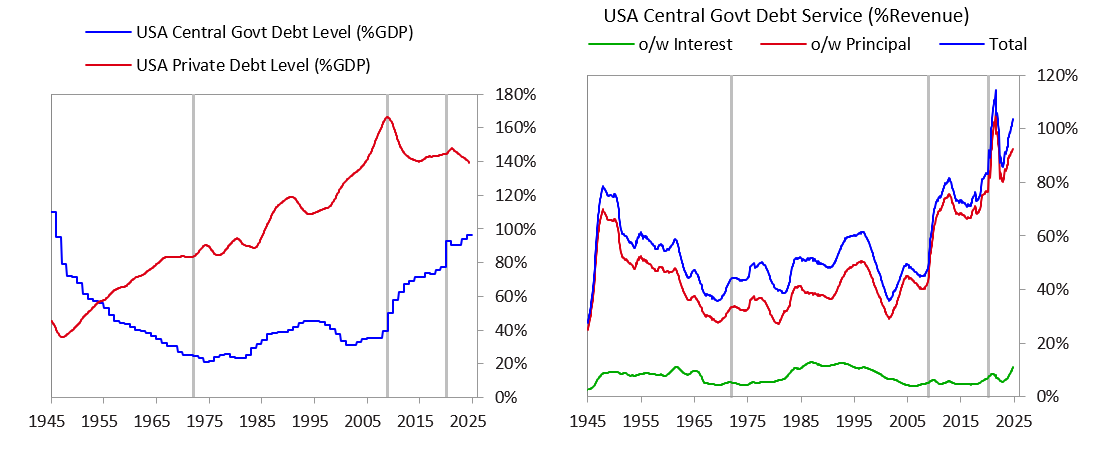 USA Central Govt Debt Level (%GDP)
USA Private Debt Level (%GDP)
180%
160%
140%
120%
100%
80%
60%
40%
20%
0%
1945 1955 1965 1975 1985 1995 2005 2015 2025
USA Central Govt Debt Service (%Revenue)
o/w Interest o/w Principal Total
120%
100%
80%
60%
40%
20%
0%
1945 1955 1965 1975 1985 1995 2005 2015 2025